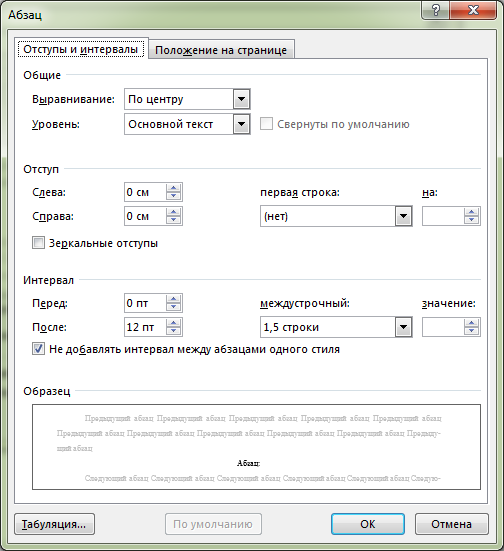 Абзац
Отступы и интервалы Положение на странице
Общие
Выравнивание: По центру
Уровень: Основной текст Свернуты по умолчанию
Отступ
Слева: 0 см первая строка: на:
Справа: 0 см (нет)
Зеркальные отступы
Интервал
Перед: 0 пт междустрочный: значение:
После: 12 пт 1,5 строки
Не добавлять интервал между абзацами одного стиля
Образец
Предыдущий абзац Предыдущий абзац Предыдущий абзац Предыдущий абзац Предыдущий абзац
Предыдущий абзац Предыдущий абзац Предыдущий абзац Предыдущий абзац Предыдущий абзац Предыду-
щий абзац
Абзац:
Следующий абзац Следующий абзац Следующий абзац Следующий абзац Следующий абзац Следую-
Табуляция... По умолчанию ОК Отмена